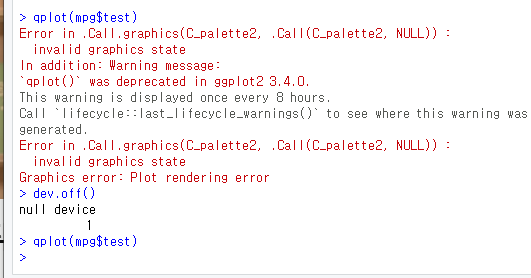 > qplot(mpg$test)
Error in .Call.graphics(C_palette2, .Call(C_palette2, NULL)) :
  invalid graphics state
In addition: Warning message:
`qplot()` was deprecated in ggplot2 3.4.0.
This warning is displayed once every 8 hours.
Call `lifecycle::last_lifecycle_warnings()` to see where this warning was
generated.
Error in .Call.graphics(C_palette2, .Call(C_palette2, NULL)) :
  invalid graphics state
Graphics error: Plot rendering error
> dev.off()
null device
          1
> qplot(mpg$test)
>